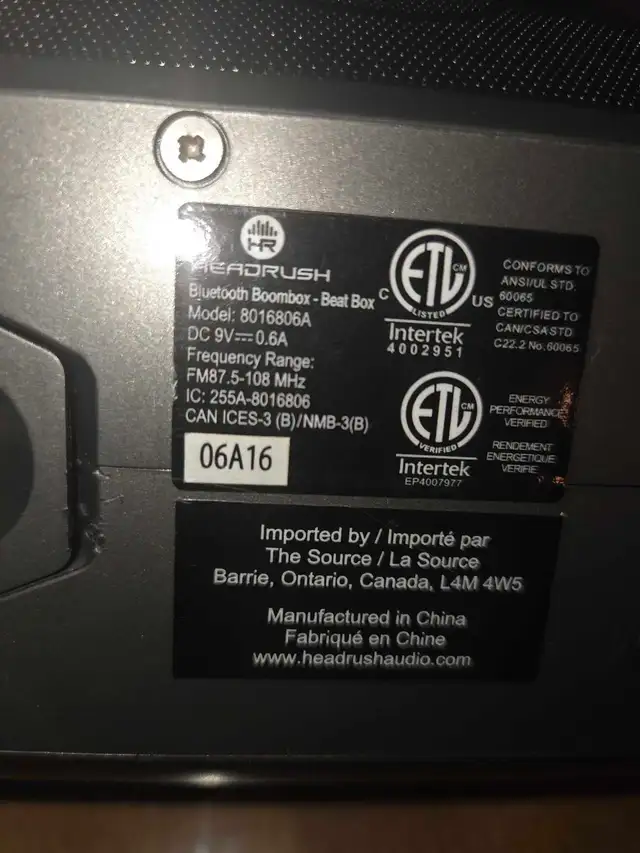 HR
HEADRUSH
Bluetooth Boombox - Beat Box
Model: 8016806A
DC 9V⎓0.6A
Frequency Range:
FM87.5-108 MHz
IC: 255A-8016806
CAN ICES-3 (B)/NMB-3(B)
06A16
C ETL CM US
LISTED
Intertek
4002951
CONFORMS TO
ANSI/UL STD.
60065
CERTIFIED TO
CAN/CSA STD
C22.2 No.60065
ETL CM
VERIFIED
Intertek
EP4007977
ENERGY
PERFORMANCE
VERIFIED
RENDEMENT
ENERGETIQUE
VERIFIE
Imported by / Importé par
The Source / La Source
Barrie, Ontario, Canada, L4M 4W5
Manufactured in China
Fabriqué en Chine
www.headrushaudio.com